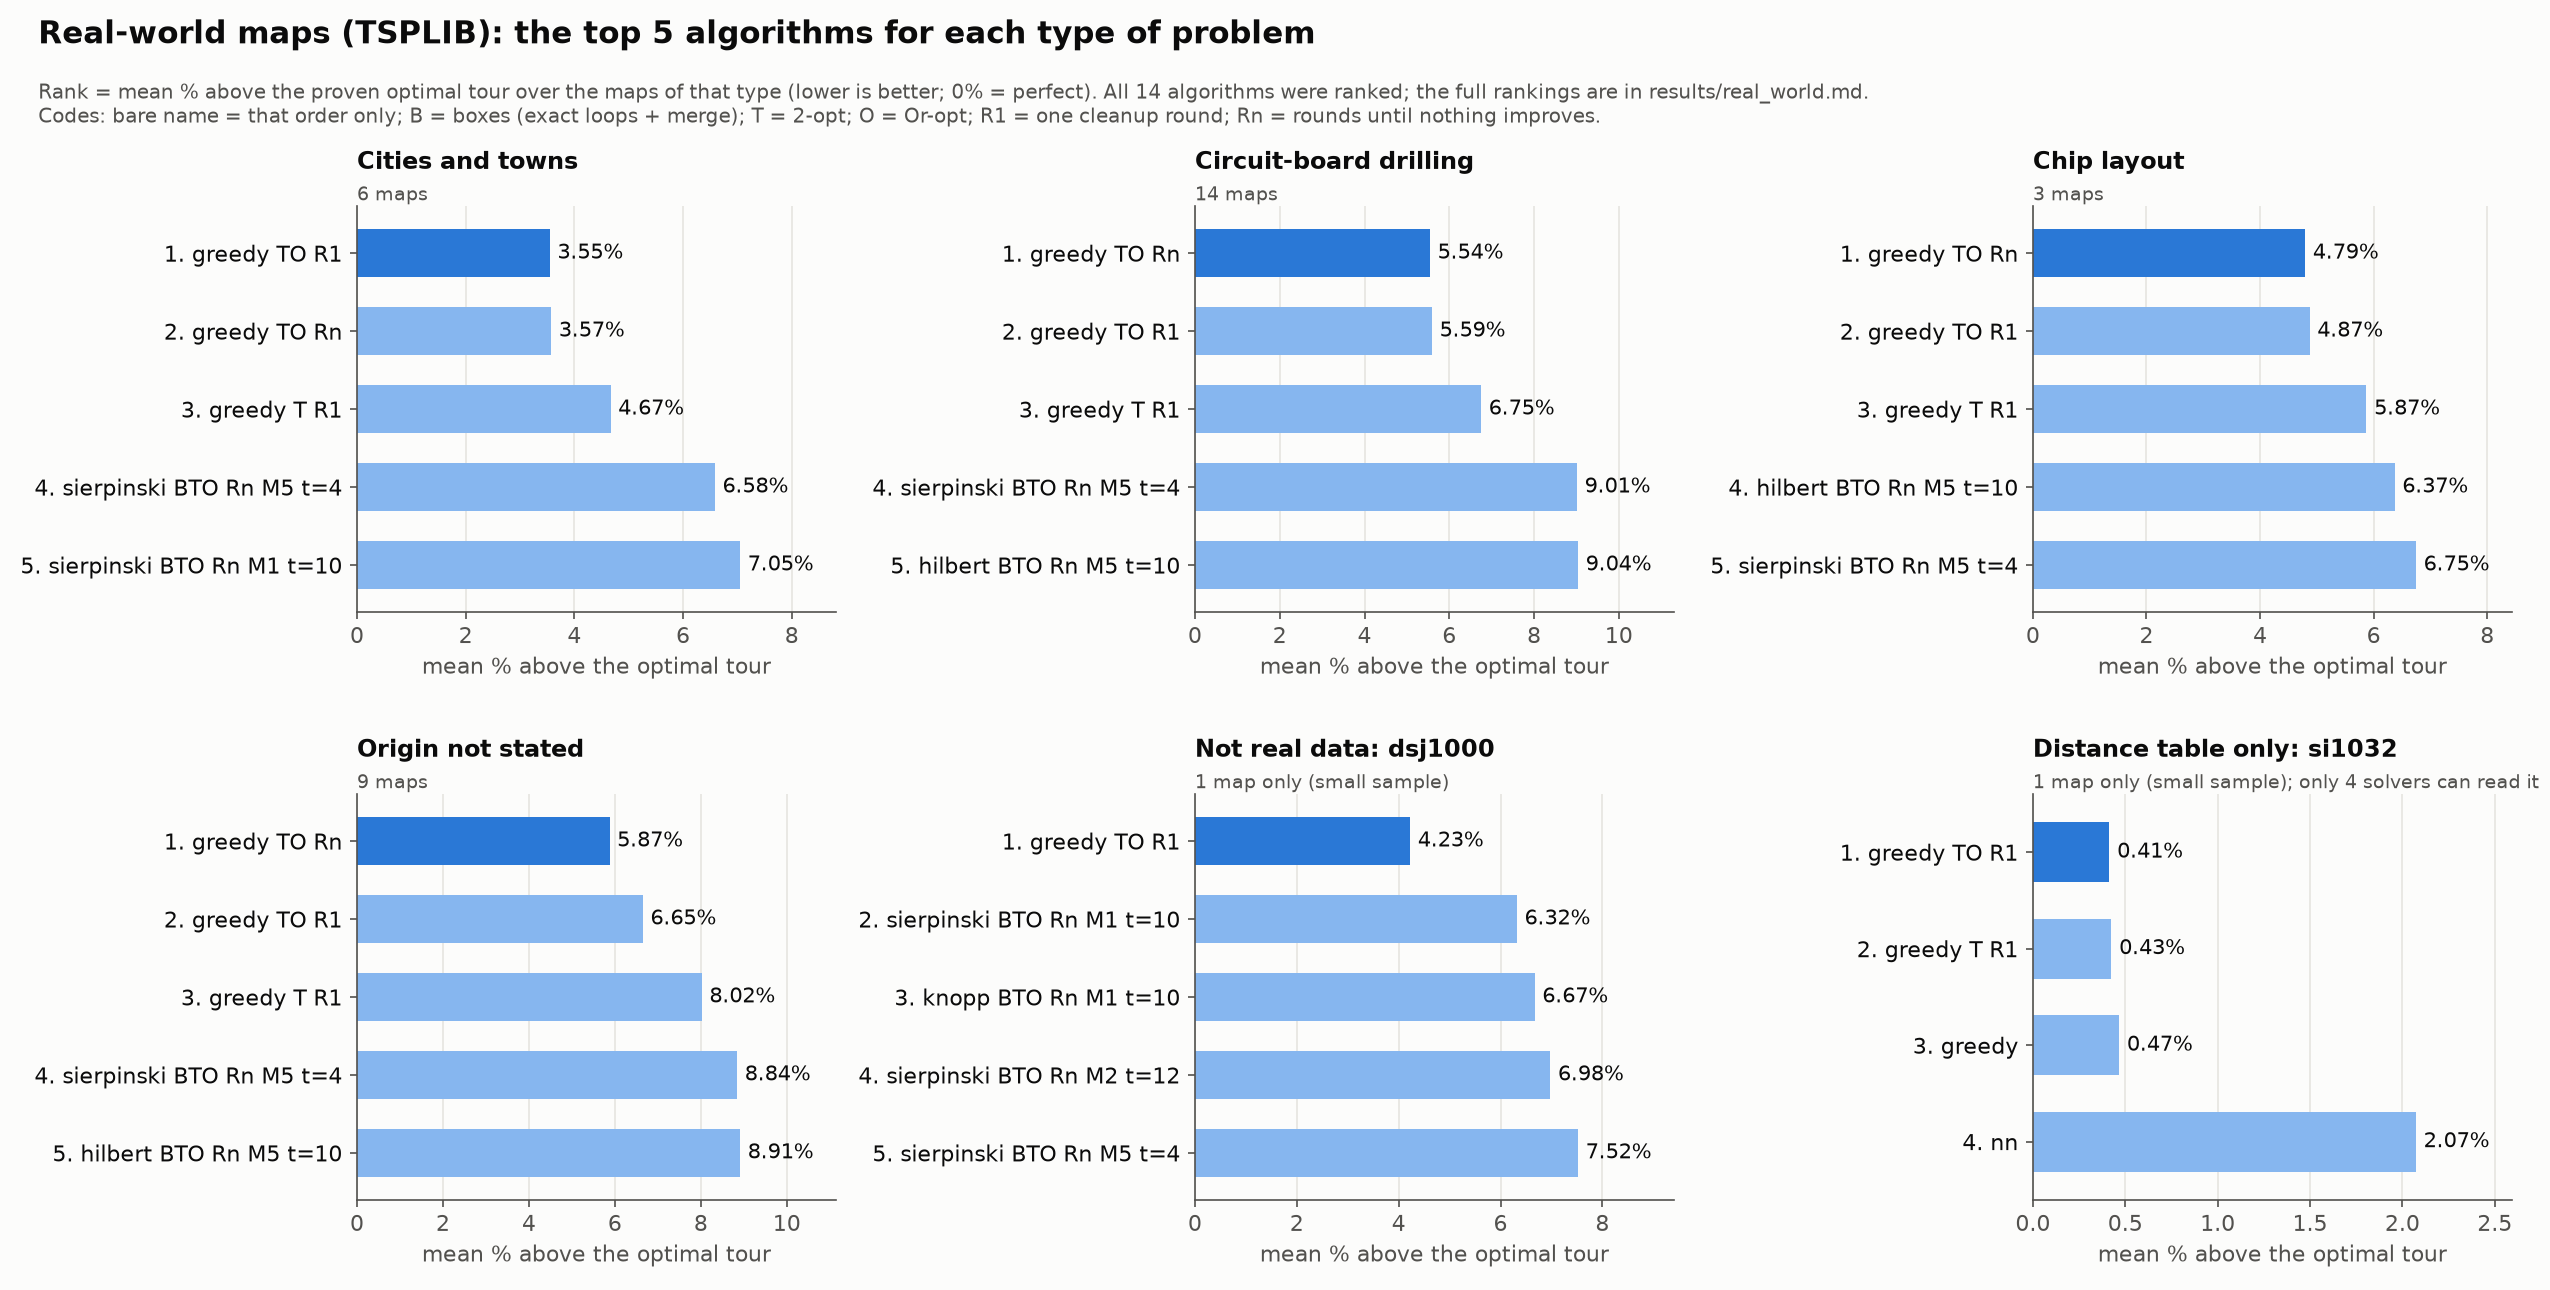 Real-world maps (TSPLIB): the top 5 algorithms for each type of problem
Rank = mean % above the proven optimal tour over the maps of that type (lower is better; 0% = perfect). All 14 algorithms were ranked; the full rankings are in results/real_world.md.
Codes: bare name = that order only; B = boxes (exact loops + merge); T = 2-opt; O = Or-opt; R1 = one cleanup round; Rn = rounds until nothing improves.
Cities and towns
6 maps
1. greedy TO R1 3.55%
2. greedy TO Rn 3.57%
3. greedy T R1 4.67%
4. sierpinski BTO Rn M5 t=4 6.58%
5. sierpinski BTO Rn M1 t=10 7.05%
0 2 4 6 8
mean % above the optimal tour
Circuit-board drilling
14 maps
1. greedy TO Rn 5.54%
2. greedy TO R1 5.59%
3. greedy T R1 6.75%
4. sierpinski BTO Rn M5 t=4 9.01%
5. hilbert BTO Rn M5 t=10 9.04%
0 2 4 6 8 10
mean % above the optimal tour
Chip layout
3 maps
1. greedy TO Rn 4.79%
2. greedy TO R1 4.87%
3. greedy T R1 5.87%
4. hilbert BTO Rn M5 t=10 6.37%
5. sierpinski BTO Rn M5 t=4 6.75%
0 2 4 6 8
mean % above the optimal tour
Origin not stated
9 maps
1. greedy TO Rn 5.87%
2. greedy TO R1 6.65%
3. greedy T R1 8.02%
4. sierpinski BTO Rn M5 t=4 8.84%
5. hilbert BTO Rn M5 t=10 8.91%
0 2 4 6 8 10
mean % above the optimal tour
Not real data: dsj1000
1 map only (small sample)
1. greedy TO R1 4.23%
2. sierpinski BTO Rn M1 t=10 6.32%
3. knopp BTO Rn M1 t=10 6.67%
4. sierpinski BTO Rn M2 t=12 6.98%
5. sierpinski BTO Rn M5 t=4 7.52%
0 2 4 6 8
mean % above the optimal tour
Distance table only: si1032
1 map only (small sample); only 4 solvers can read it
1. greedy TO R1 0.41%
2. greedy T R1 0.43%
3. greedy 0.47%
4. nn 2.07%
0.0 0.5 1.0 1.5 2.0 2.5
mean % above the optimal tour